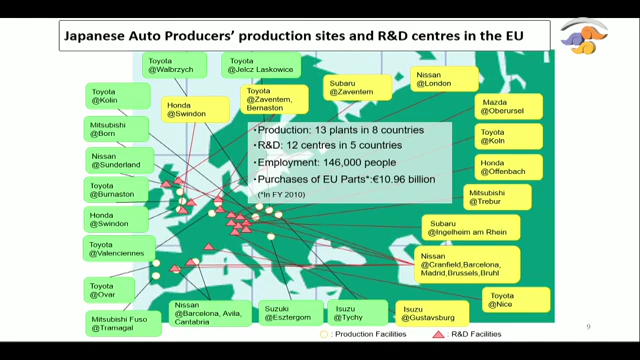 Japanese Auto Producers' production sites and R&D centres in the EU
Toyota
@Walbrzych
Toyota
@Jelcz Laskowice
Subaru
@Zaventem
Nissan
@London
Toyota
@Kolin
Honda
@Swindon
Toyota
@Zaventem,
Bernaston
Mazda
@Oberursel
Mitsubishi
@Born
•Production: 13 plants in 8 countries
•R&D: 12 centres in 5 countries
•Employment: 146,000 people
•Purchases of EU Parts*:€10.96 billion
(*In FY 2010)
Toyota
@Koln
Nissan
@Sunderland
Honda
@Offenbach
Toyota
@Burnaston
Mitsubishi
@Trebur
Honda
@Swindon
Subaru
@Ingelheim am Rhein
Toyota
@Valenciennes
Nissan
@Cranfield,Barcelona,
Madrid,Brussels,Bruhl
Toyota
@Ovar
Toyota
@Nice
Mitsubishi Fuso
@Tramagal
Nissan
@Barcelona, Avila,
Cantabria
Suzuki
@Esztergom
Isuzu
@Tychy
Isuzu
@Gustavsburg
: Production Facilities
: R&D Facilities
9